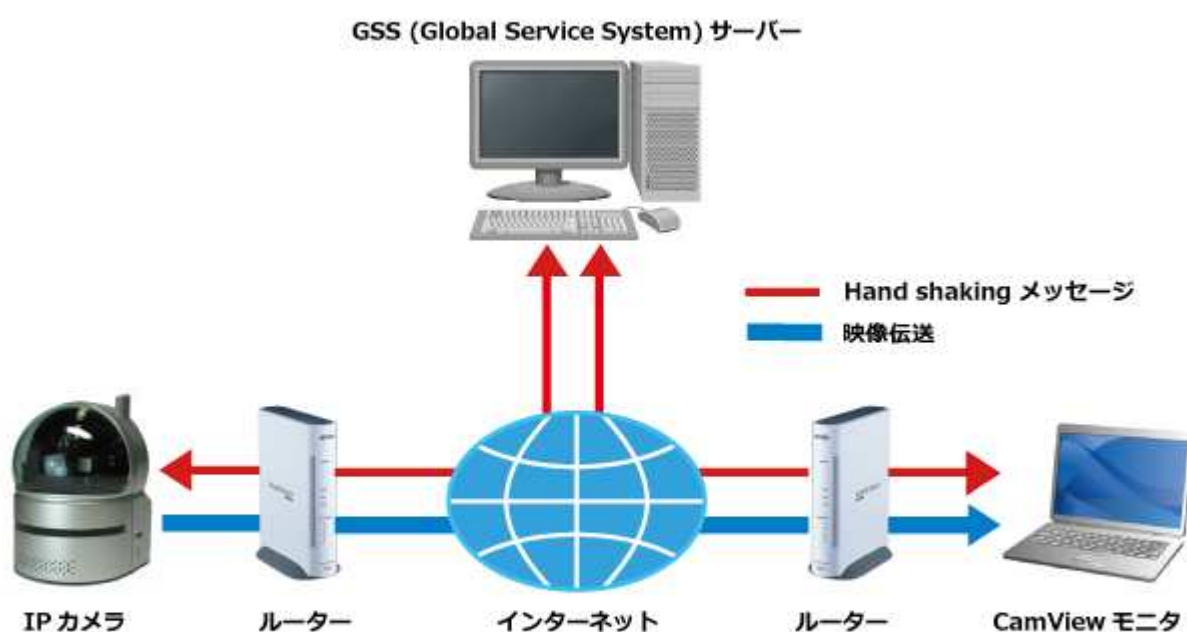 GSS (Global Service System) サーバー
Hand shaking メッセージ
映像伝送
IP カメラ
ルーター
インターネット
ルーター
CamView モニタ